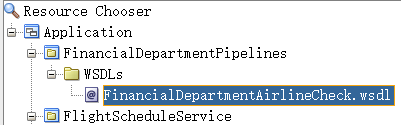 Resource Chooser
Application
FinancialDepartmentPipelines
WSDLs
FinancialDepartmentAirlineCheck.wsdl
FlightScheduleService